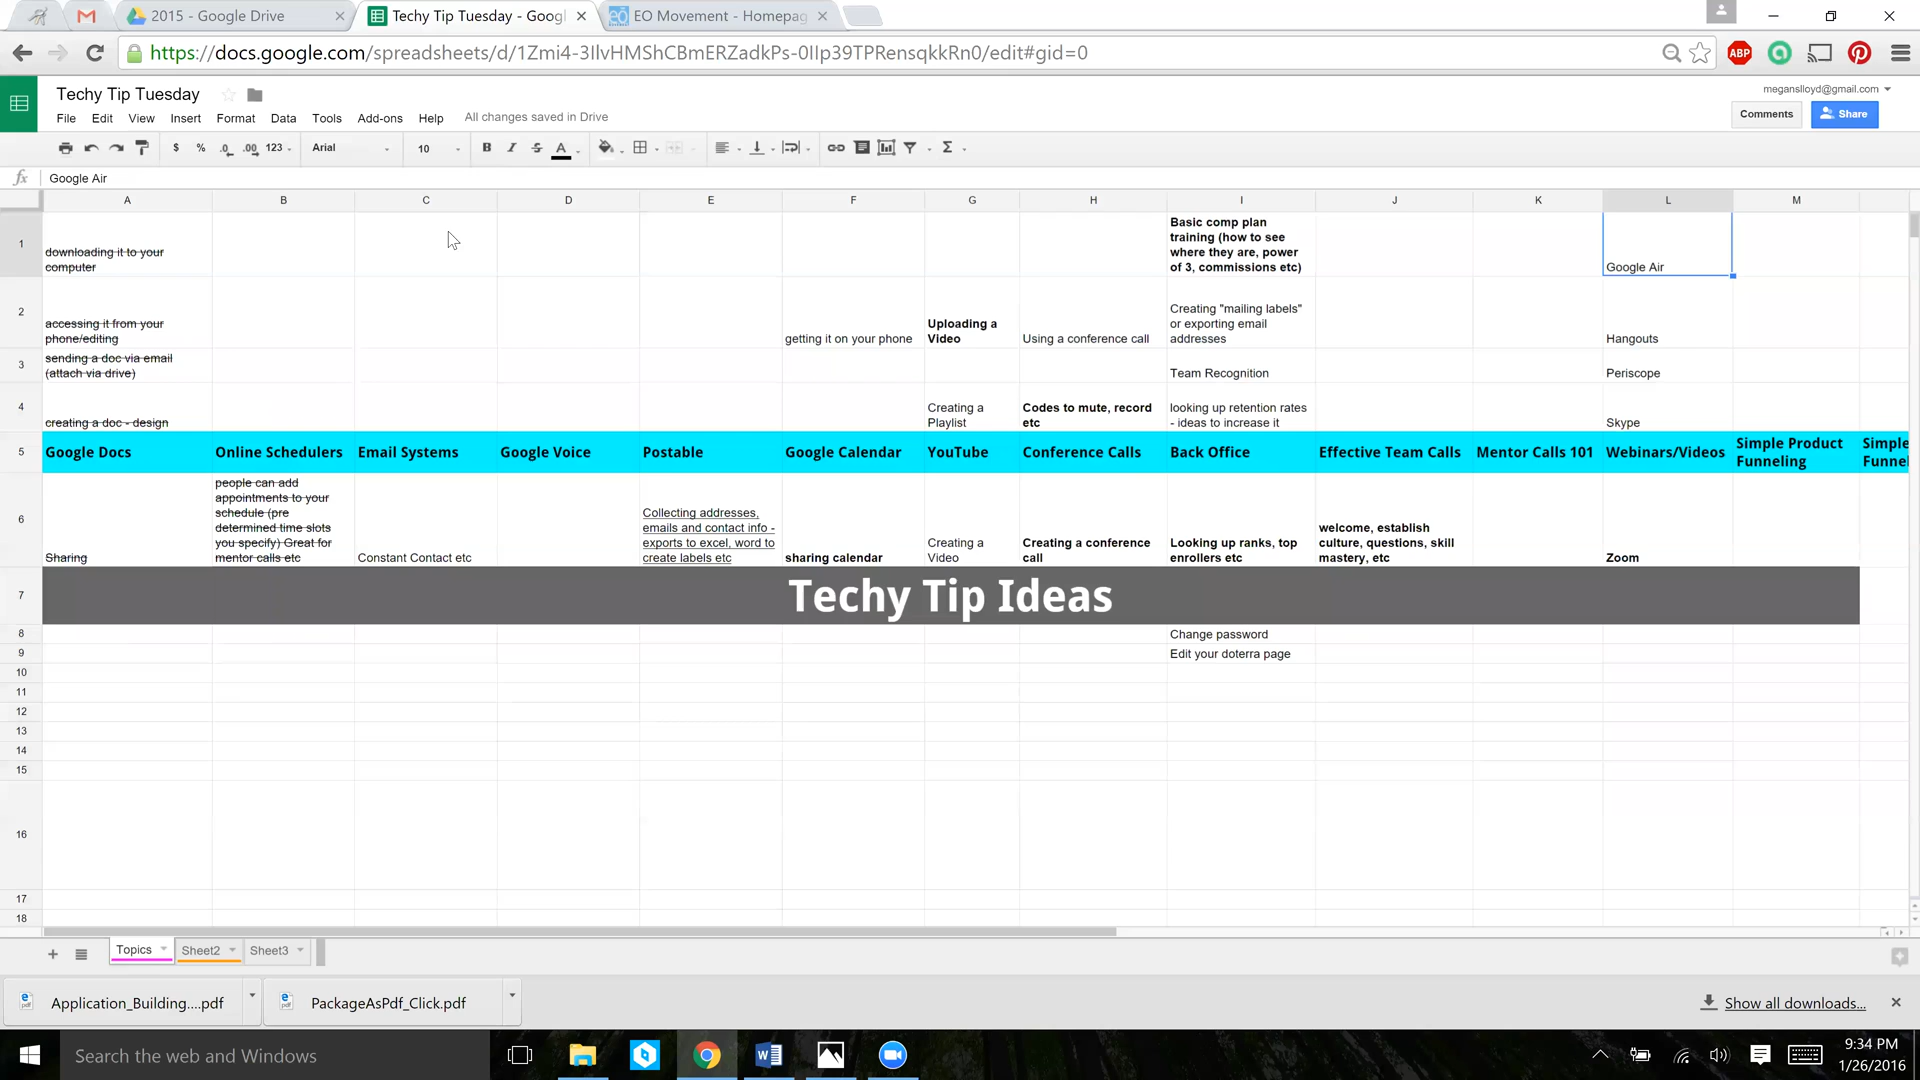 2015 - Google Drive
Techy Tip Tuesday - Googl
EO Movement - Homepag
https://docs.google.com/spreadsheets/d/1Zmi4-3IlvHMShCBmERZadkPs-0IIp39TPRensqkkRn0/edit#gid=0
ABP
Techy Tip Tuesday
meganslloyd@gmail.com
File Edit View Insert Format Data Tools Add-ons Help All changes saved in Drive
Comments Share
$ % .0 .00 123 Arial 10 B I S A Σ
fx Google Air
A B C D E F G H I J K L M
1
downloading it to your
computer
Basic comp plan
training (how to see
where they are, power
of 3, commissions etc)
Google Air
2
accessing it from your
phone/editing
getting it on your phone
Uploading a
Video
Using a conference call
Creating "mailing labels"
or exporting email
addresses
Hangouts
3
sending a doc via email
(attach via drive)
Team Recognition
Periscope
4
creating a doc - design
Creating a
Playlist
Codes to mute, record
etc
looking up retention rates
- ideas to increase it
Skype
5
Google Docs
Online Schedulers
Email Systems
Google Voice
Postable
Google Calendar
YouTube
Conference Calls
Back Office
Effective Team Calls
Mentor Calls 101
Webinars/Videos
Simple Product
Funneling
Simple
Funnel
6
Sharing
people can add
appointments to your
schedule (pre
determined time slots
you specify) Great for
mentor calls etc
Constant Contact etc
Collecting addresses,
emails and contact info -
exports to excel, word to
create labels etc
sharing calendar
Creating a
Video
Creating a conference
call
Looking up ranks, top
enrollers etc
welcome, establish
culture, questions, skill
mastery, etc
Zoom
7
Techy Tip Ideas
8
Change password
9
Edit your doterra page
10
11
12
13
14
15
16
17
18
Topics Sheet2 Sheet3
Application_Building....pdf
PackageAsPdf_Click.pdf
Show all downloads...
Search the web and Windows
9:34 PM
1/26/2016